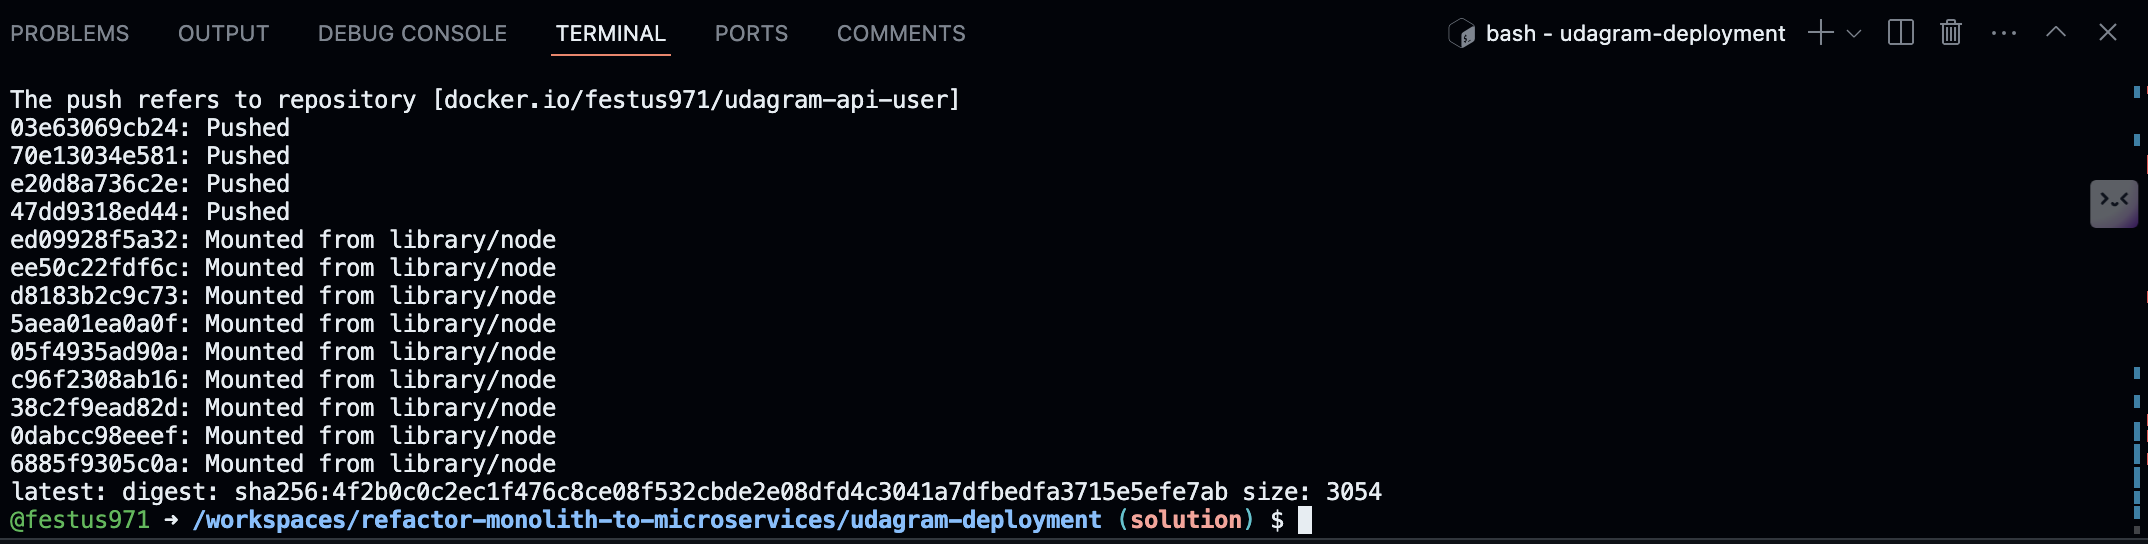 PROBLEMS OUTPUT DEBUG CONSOLE TERMINAL PORTS COMMENTS bash - udagram-deployment
The push refers to repository [docker.io/festus971/udagram-api-user]
03e63069cb24: Pushed
70e13034e581: Pushed
e20d8a736c2e: Pushed
47dd9318ed44: Pushed
ed09928f5a32: Mounted from library/node
ee50c22fdf6c: Mounted from library/node
d8183b2c9c73: Mounted from library/node
5aea01ea0a0f: Mounted from library/node
05f4935ad90a: Mounted from library/node
c96f2308ab16: Mounted from library/node
38c2f9ead82d: Mounted from library/node
0dabcc98eeef: Mounted from library/node
6885f9305c0a: Mounted from library/node
latest: digest: sha256:4f2b0c0c2ec1f476c8ce08f532cbde2e08dfd4c3041a7dfbedfa3715e5efe7ab size: 3054
@festus971 ➜ /workspaces/refactor-monolith-to-microservices/udagram-deployment (solution) $